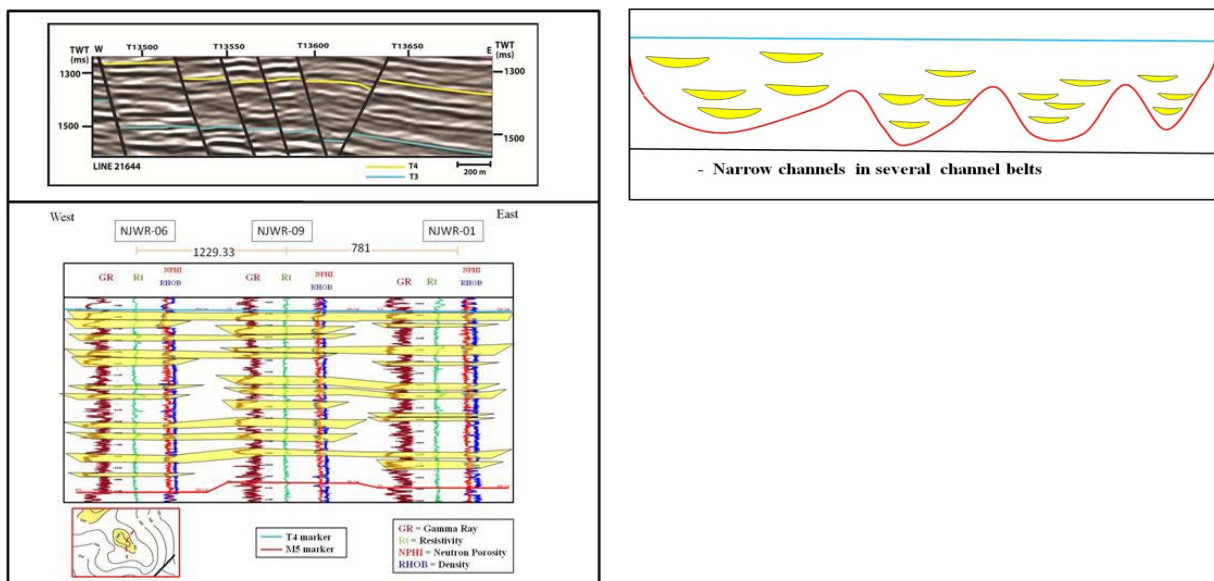 TWT (ms) W T13500 T13550 T13600 T13650 E TWT (ms)
1300 1300
1500 1500
LINE 21644
T4
T3
200 m
West East
NJWR-06 NJWR-09 NJWR-01
1229.33 781
GR Rt NPHI RHOB GR Rt NPHI RHOB GR Rt NPHI RHOB
T4 marker
M5 marker
GR = Gamma Ray
Rt = Resistivity
NPHI = Neutron Porosity
RHOB = Density
- Narrow channels in several channel belts